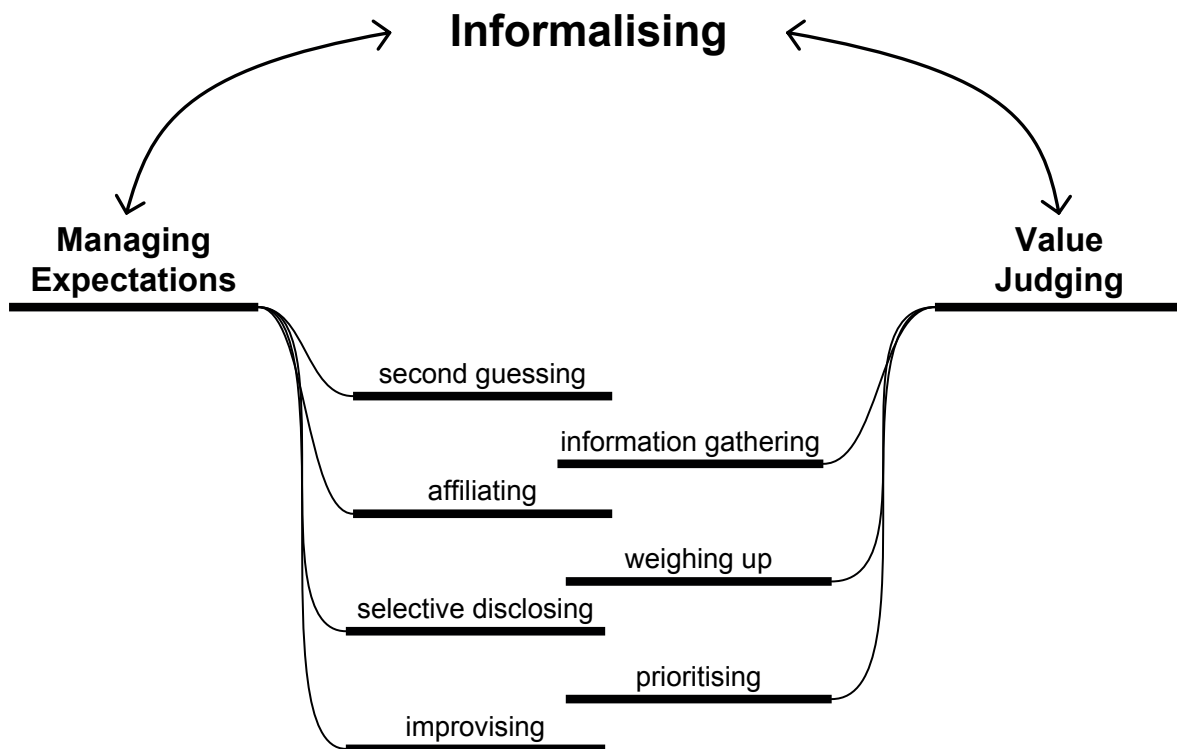 Informalising
Managing
Expectations
Value
Judging
second guessing
information gathering
affiliating
weighing up
selective disclosing
prioritising
improvising